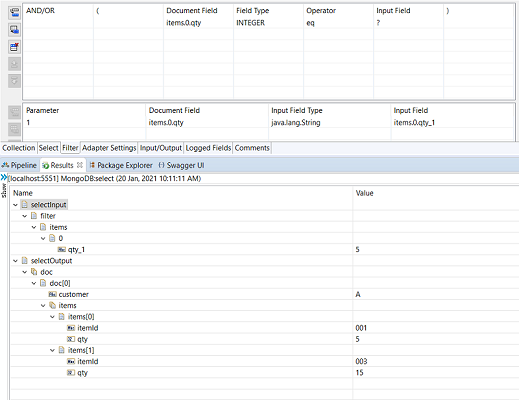 AND/OR ( Document Field Field Type Operator Input Field )
items.0.qty INTEGER eq ?
Parameter Document Field Input Field Type Input Field
1 items.0.qty java.lang.String items.0.qty_1
Collection Select Filter Adapter Settings Input/Output Logged Fields Comments
Pipeline Results Package Explorer Swagger UI
[localhost:5551] MongoDB:select (20 Jan, 2021 10:11:11 AM)
Show
Name Value
selectInput
filter
items
0
qty_1 5
selectOutput
doc
doc[0]
customer A
items
items[0]
itemId 001
qty 5
items[1]
itemId 003
qty 15